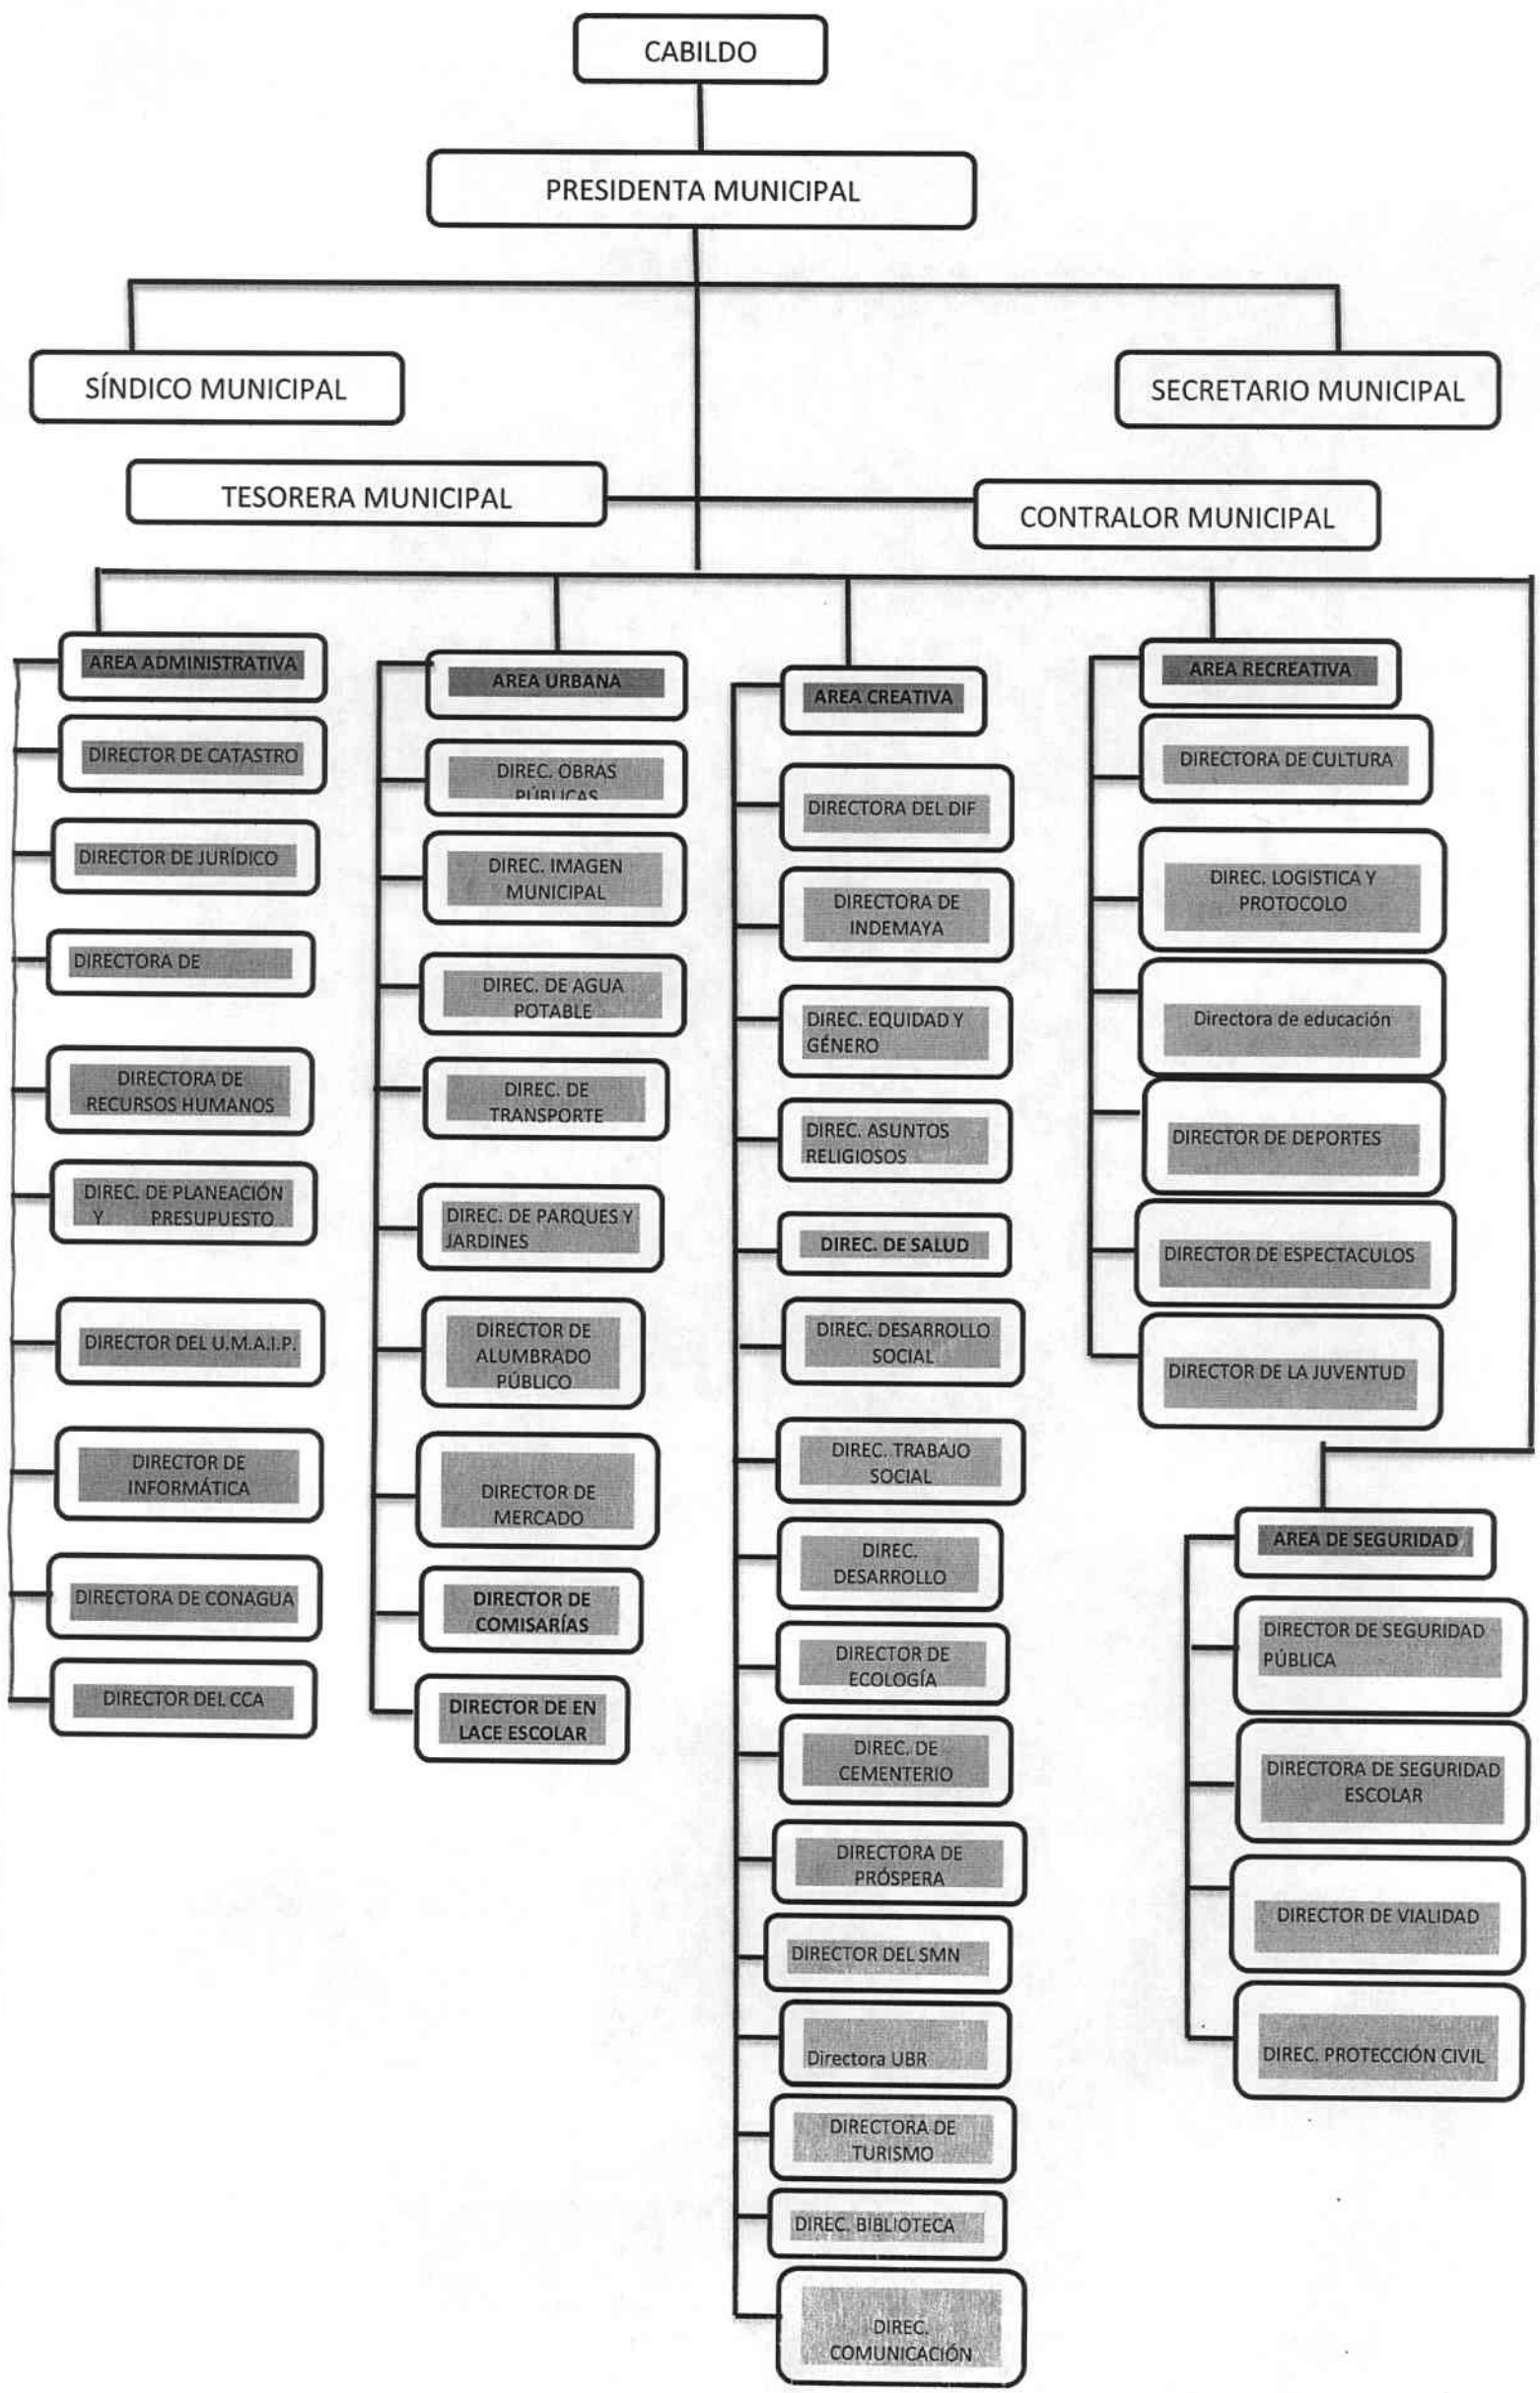 CABILDO
PRESIDENTA MUNICIPAL
SÍNDICO MUNICIPAL
SECRETARIO MUNICIPAL
TESORERA MUNICIPAL
CONTRALOR MUNICIPAL
AREA ADMINISTRATIVA
DIRECTOR DE CATASTRO
DIRECTOR DE JURÍDICO
DIRECTORA DE
DIRECTORA DE
RECURSOS HUMANOS
DIREC. DE PLANEACIÓN
Y PRESUPUESTO
DIRECTOR DEL U.M.A.I.P.
DIRECTOR DE
INFORMÁTICA
DIRECTORA DE CONAGUA
DIRECTOR DEL CCA
AREA URBANA
DIREC. OBRAS
PÚBLICAS
DIREC. IMAGEN
MUNICIPAL
DIREC. DE AGUA
POTABLE
DIREC. DE
TRANSPORTE
DIREC. DE PARQUES Y
JARDINES
DIRECTOR DE
ALUMBRADO
PÚBLICO
DIRECTOR DE
MERCADO
DIRECTOR DE
COMISARÍAS
DIRECTOR DE EN
LACE ESCOLAR
AREA CREATIVA
DIRECTORA DEL DIF
DIRECTORA DE
INDEMAYA
DIREC. EQUIDAD Y
GÉNERO
DIREC. ASUNTOS
RELIGIOSOS
DIREC. DE SALUD
DIREC. DESARROLLO
SOCIAL
DIREC. TRABAJO
SOCIAL
DIREC.
DESARROLLO
DIRECTOR DE
ECOLOGÍA
DIREC. DE
CEMENTERIO
DIRECTORA DE
PRÓSPERA
DIRECTOR DEL SMN
Directora UBR
DIRECTORA DE
TURISMO
DIREC. BIBLIOTECA
DIREC.
COMUNICACIÓN
AREA RECREATIVA
DIRECTORA DE CULTURA
DIREC. LOGISTICA Y
PROTOCOLO
Directora de educación
DIRECTOR DE DEPORTES
DIRECTOR DE ESPECTACULOS
DIRECTOR DE LA JUVENTUD
AREA DE SEGURIDAD
DIRECTOR DE SEGURIDAD
PÚBLICA
DIRECTORA DE SEGURIDAD
ESCOLAR
DIRECTOR DE VIALIDAD
DIREC. PROTECCIÓN CIVIL